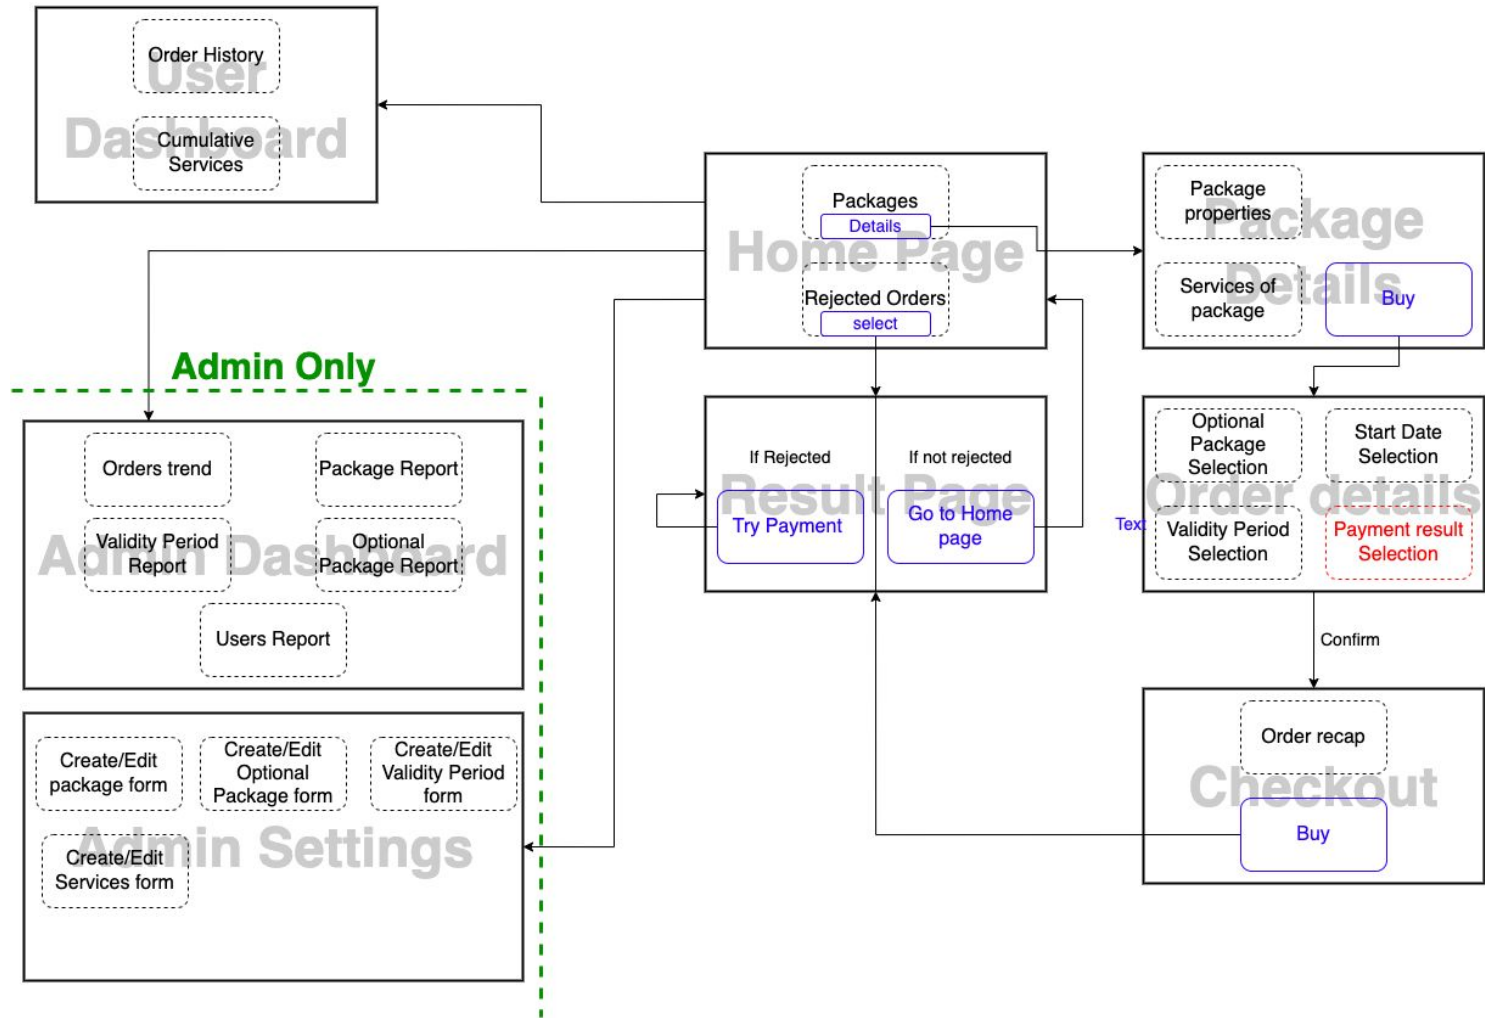 Order History
User
Dashboard
Cumulative
Services
Packages
Details
Home Page
Rejected Orders
select
Package
properties
Package
Details
Services of
package
Buy
Admin Only
Orders trend
Package Report
Validity Period
Report
Optional
Package Report
Admin Dashboard
Users Report
If Rejected
If not rejected
Result Page
Try Payment
Go to Home
page
Optional
Package
Selection
Start Date
Selection
Order details
Text
Validity Period
Selection
Payment result
Selection
Confirm
Create/Edit
package form
Create/Edit
Optional
Package form
Create/Edit
Validity Period
form
Admin Settings
Create/Edit
Services form
Order recap
Checkout
Buy